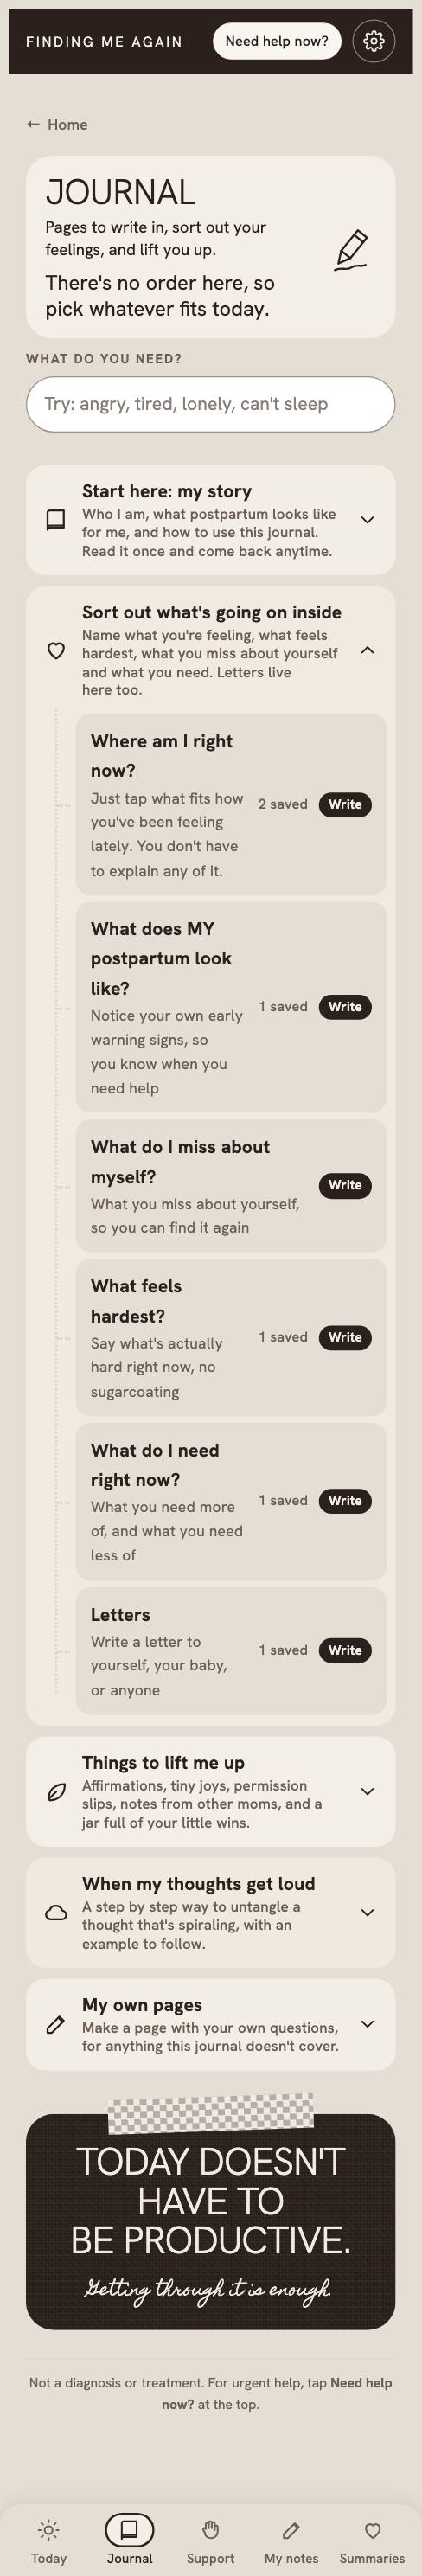 FINDING ME AGAIN
Need help now?
← Home
JOURNAL
Pages to write in, sort out your
feelings, and lift you up.
There's no order here, so
pick whatever fits today.
WHAT DO YOU NEED?
Try: angry, tired, lonely, can't sleep
Start here: my story
Who I am, what postpartum looks like
for me, and how to use this journal.
Read it once and come back anytime.
Sort out what's going on inside
Name what you're feeling, what feels
hardest, what you miss about yourself
and what you need. Letters live
here too.
Where am I right
now?
Just tap what fits how
you've been feeling
lately. You don't have
to explain any of it.
2 saved
Write
What does MY
postpartum look
like?
Notice your own early
warning signs, so
you know when you
need help
1 saved
Write
What do I miss about
myself?
What you miss about yourself,
so you can find it again
Write
What feels
hardest?
Say what's actually
hard right now, no
sugarcoating
1 saved
Write
What do I need
right now?
What you need more
of, and what you need
less of
1 saved
Write
Letters
Write a letter to
yourself, your baby,
or anyone
1 saved
Write
Things to lift me up
Affirmations, tiny joys, permission
slips, notes from other moms, and a
jar full of your little wins.
When my thoughts get loud
A step by step way to untangle a
thought that's spiraling, with an
example to follow.
My own pages
Make a page with your own questions,
for anything this journal doesn't cover.
TODAY DOESN'T
HAVE TO
BE PRODUCTIVE.
Getting through it is enough.
Not a diagnosis or treatment. For urgent help, tap Need help
now? at the top.
Today
Journal
Support
My notes
Summaries